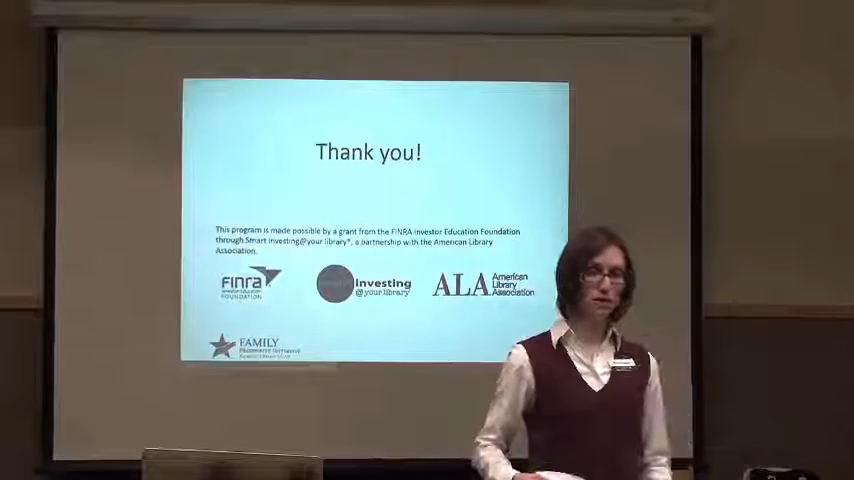 Thank you!
This program is made possible by a grant from the FINRA Investor Education Foundation
through Smart investing@your library®, a partnership with the American Library
Association.
Finra
FOUNDATION
investing
@ your library®
ALA American
Library
Association
FAMILY